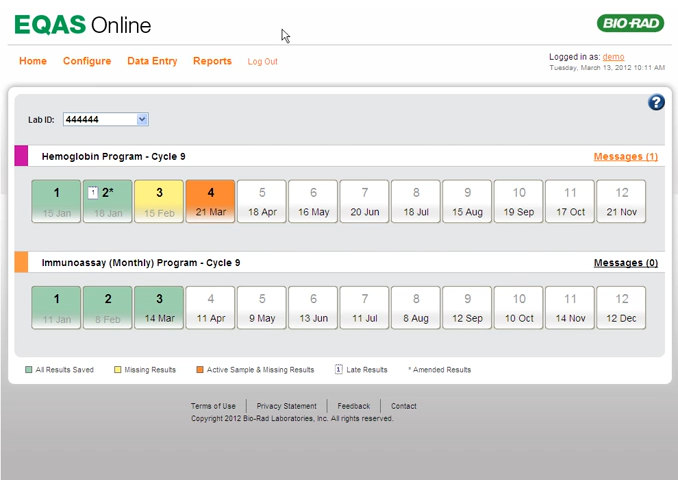 EQAS Online
BIO-RAD
Home Configure Data Entry Reports Log Out
Logged in as: demo
Tuesday, March 13, 2012 10:11 AM
?
Lab ID: 444444
Hemoglobin Program - Cycle 9 Messages (1)
1 1 2* 3 4 5 6 7 8 9 10 11 12
15 Jan 18 Jan 15 Feb 21 Mar 18 Apr 16 May 20 Jun 18 Jul 15 Aug 19 Sep 17 Oct 21 Nov
Immunoassay (Monthly) Program - Cycle 9 Messages (0)
1 2 3 4 5 6 7 8 9 10 11 12
11 Jan 8 Feb 14 Mar 11 Apr 9 May 13 Jun 11 Jul 8 Aug 12 Sep 10 Oct 14 Nov 12 Dec
All Results Saved Missing Results Active Sample & Missing Results 1 Late Results * Amended Results
Terms of Use Privacy Statement Feedback Contact
Copyright 2012 Bio-Rad Laboratories, Inc. All rights reserved.